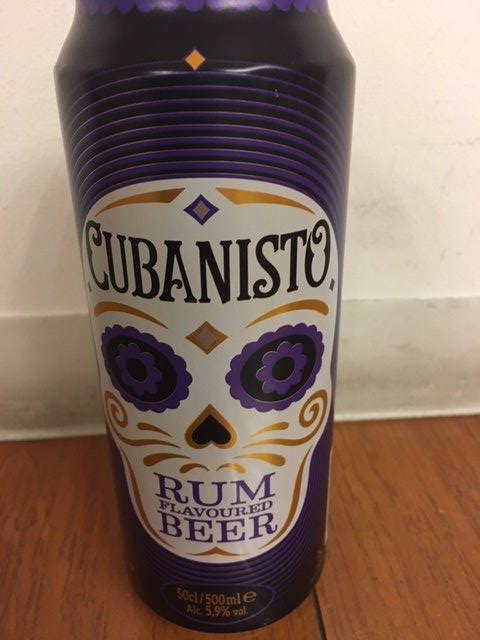 CUBANISTO
RUM
FLAVOURED
BEER
50cl/500ml e
Alc. 5,9% vol.